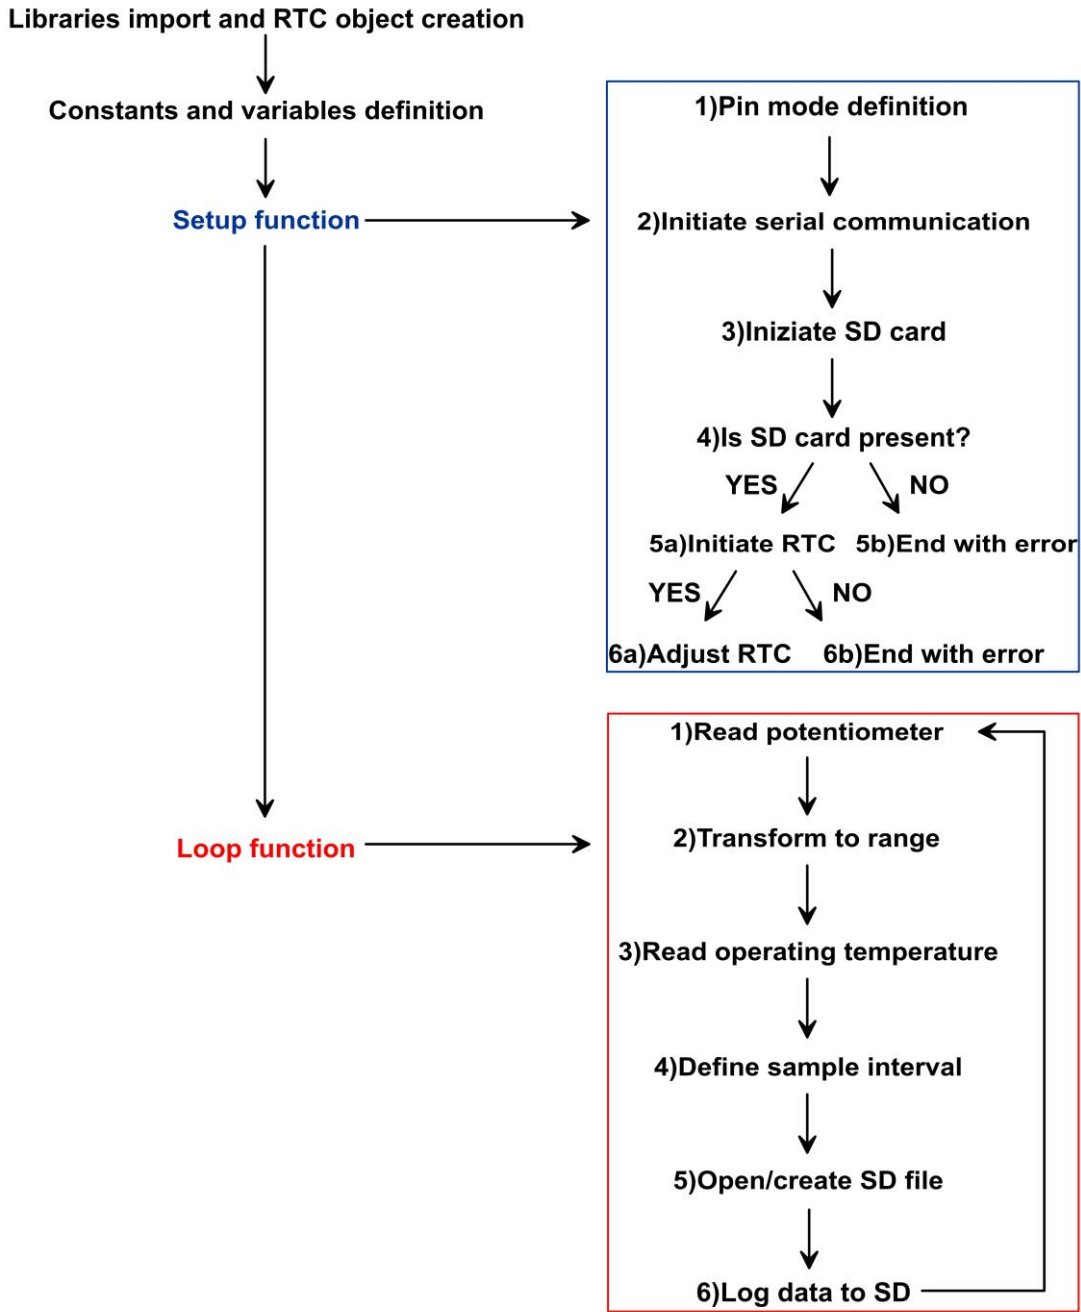 Libraries import and RTC object creation
Constants and variables definition
Setup function
1)Pin mode definition
2)Initiate serial communication
3)Iniziate SD card
4)Is SD card present?
YES
NO
5a)Initiate RTC
5b)End with error
YES
NO
6a)Adjust RTC
6b)End with error
Loop function
1)Read potentiometer
2)Transform to range
3)Read operating temperature
4)Define sample interval
5)Open/create SD file
6)Log data to SD